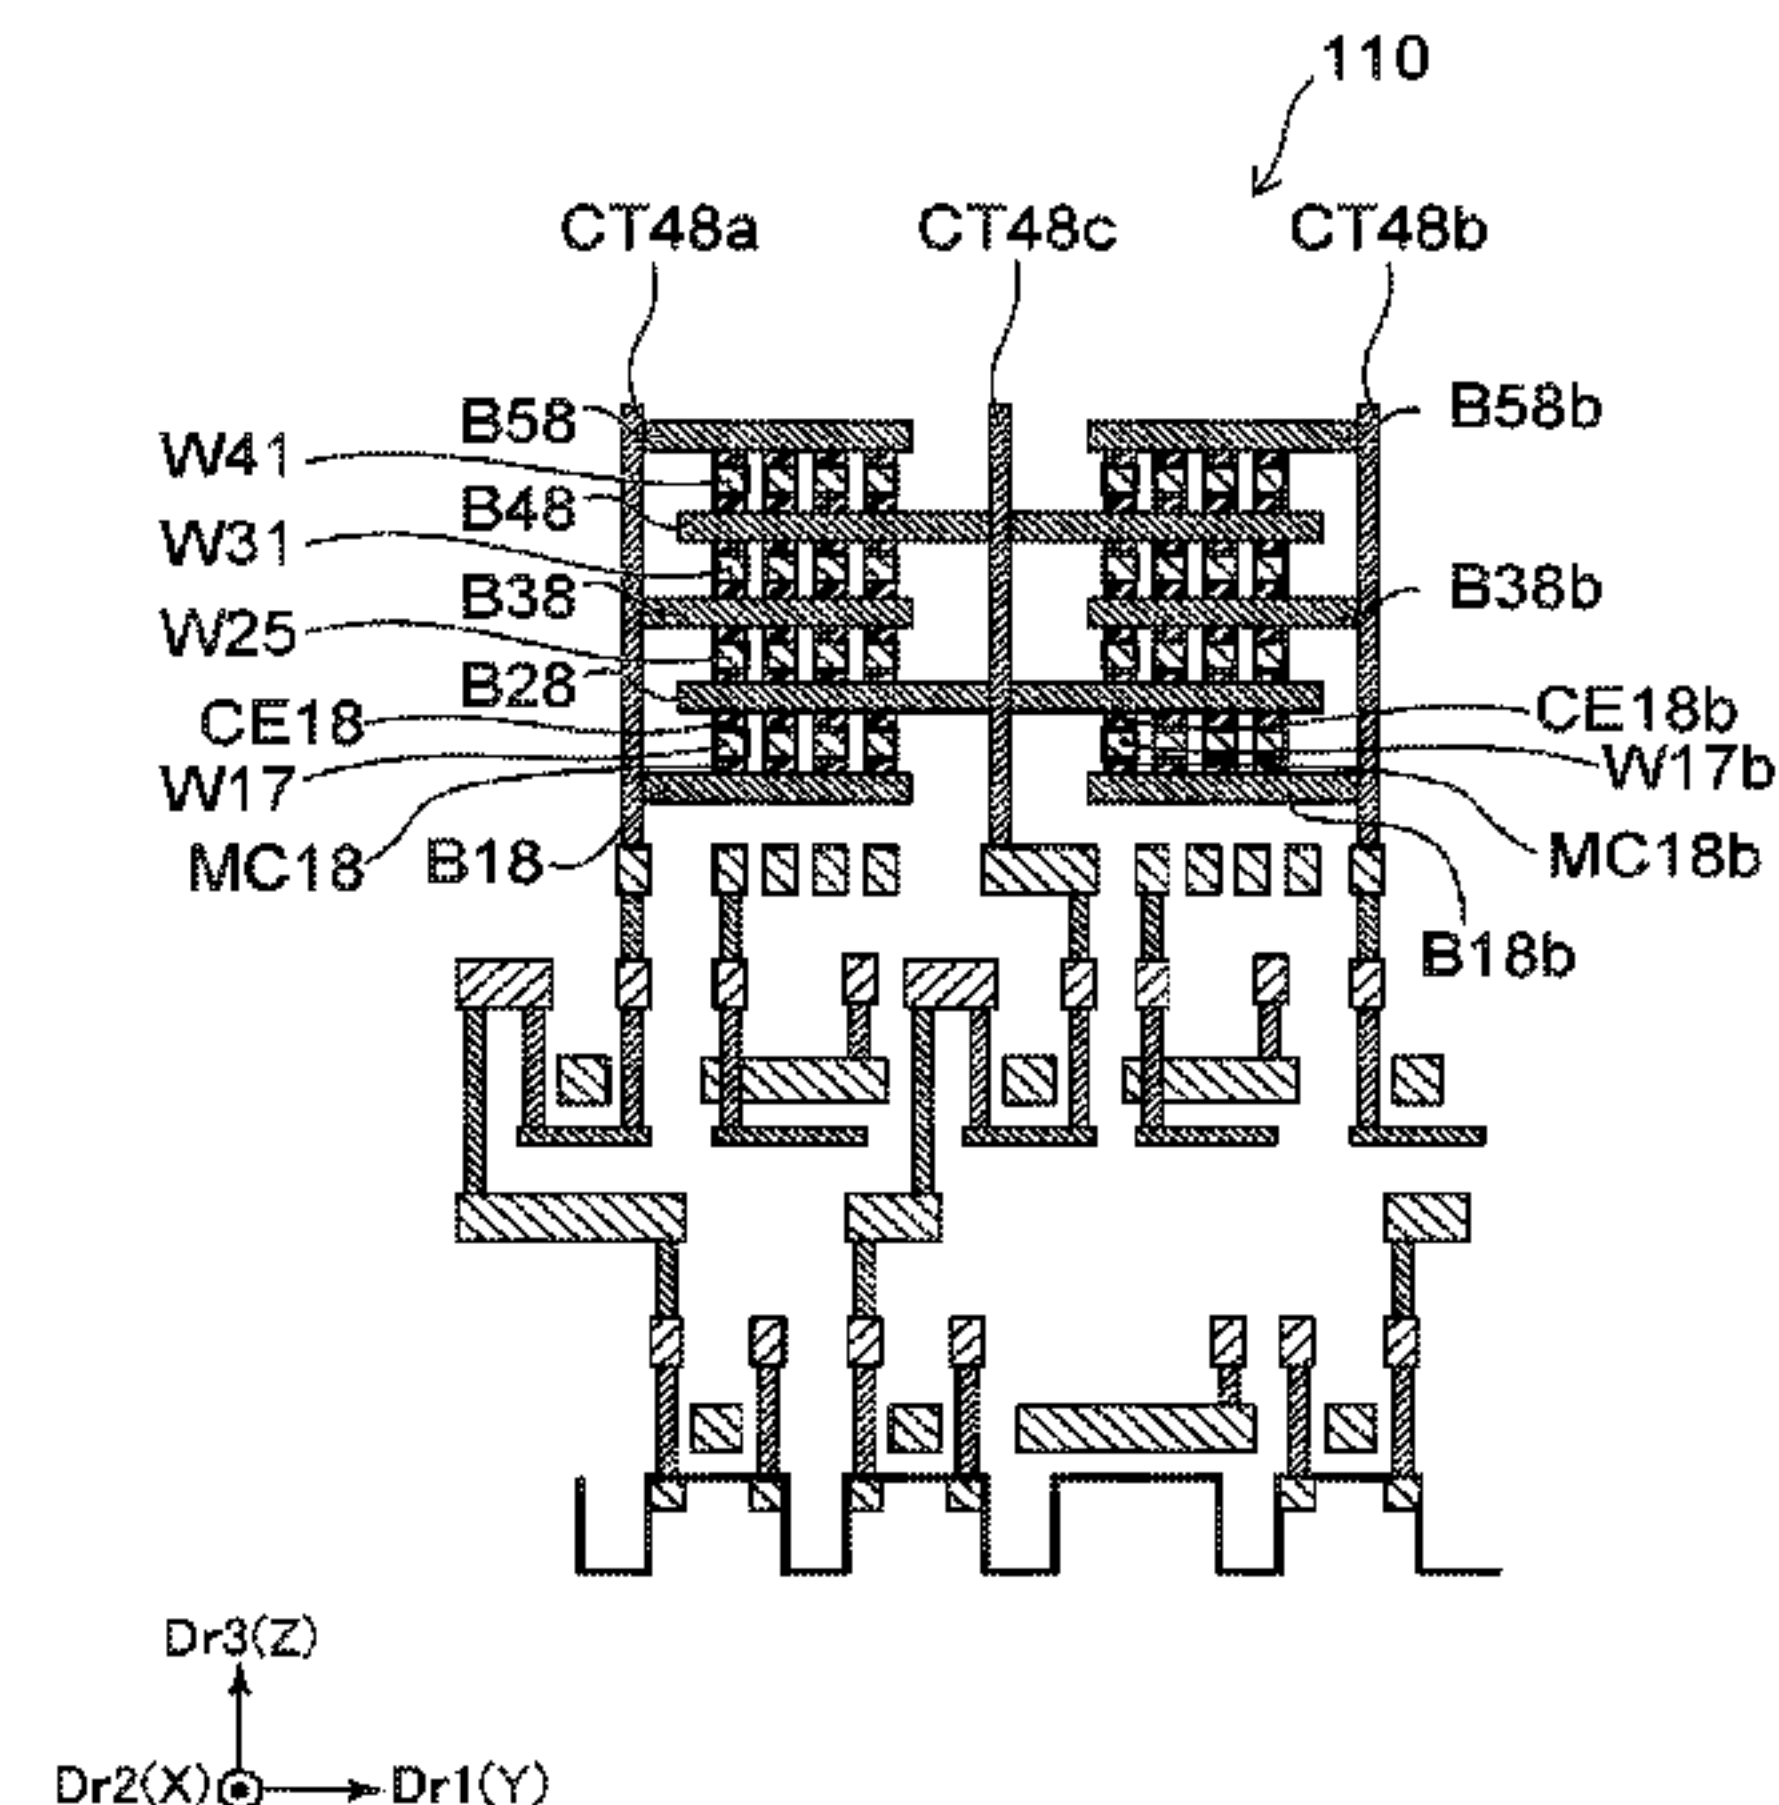 110
CT48a CT48c CT48b
B58 B58b
W41
B48
W31
B38 B38b
W25
B28
CE18 CE18b
W17 W17b
MC18 B18 MC18b
B18b
Dr3(Z)
Dr2(X) Dr1(Y)